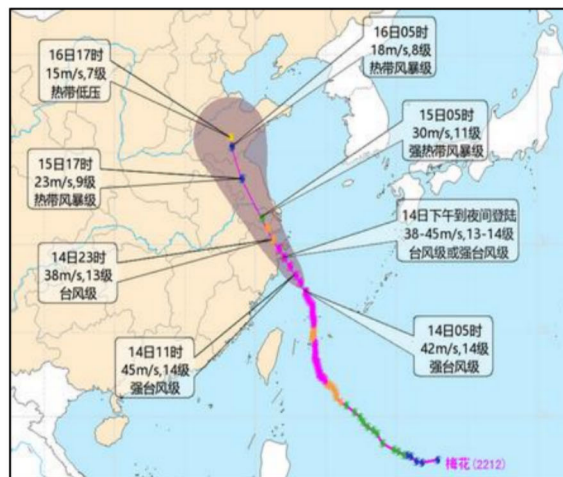 16日17时
15m/s,7级
热带低压
16日05时
18m/s,8级
热带风暴级
15日05时
30m/s,11级
强热带风暴级
15日17时
23m/s,9级
热带风暴级
14日下午到夜间登陆
38-45m/s,13-14级
台风级或强台风级
14日23时
38m/s,13级
台风级
14日11时
45m/s,14级
强台风级
14日05时
42m/s,14级
强台风级
梅花(2212)